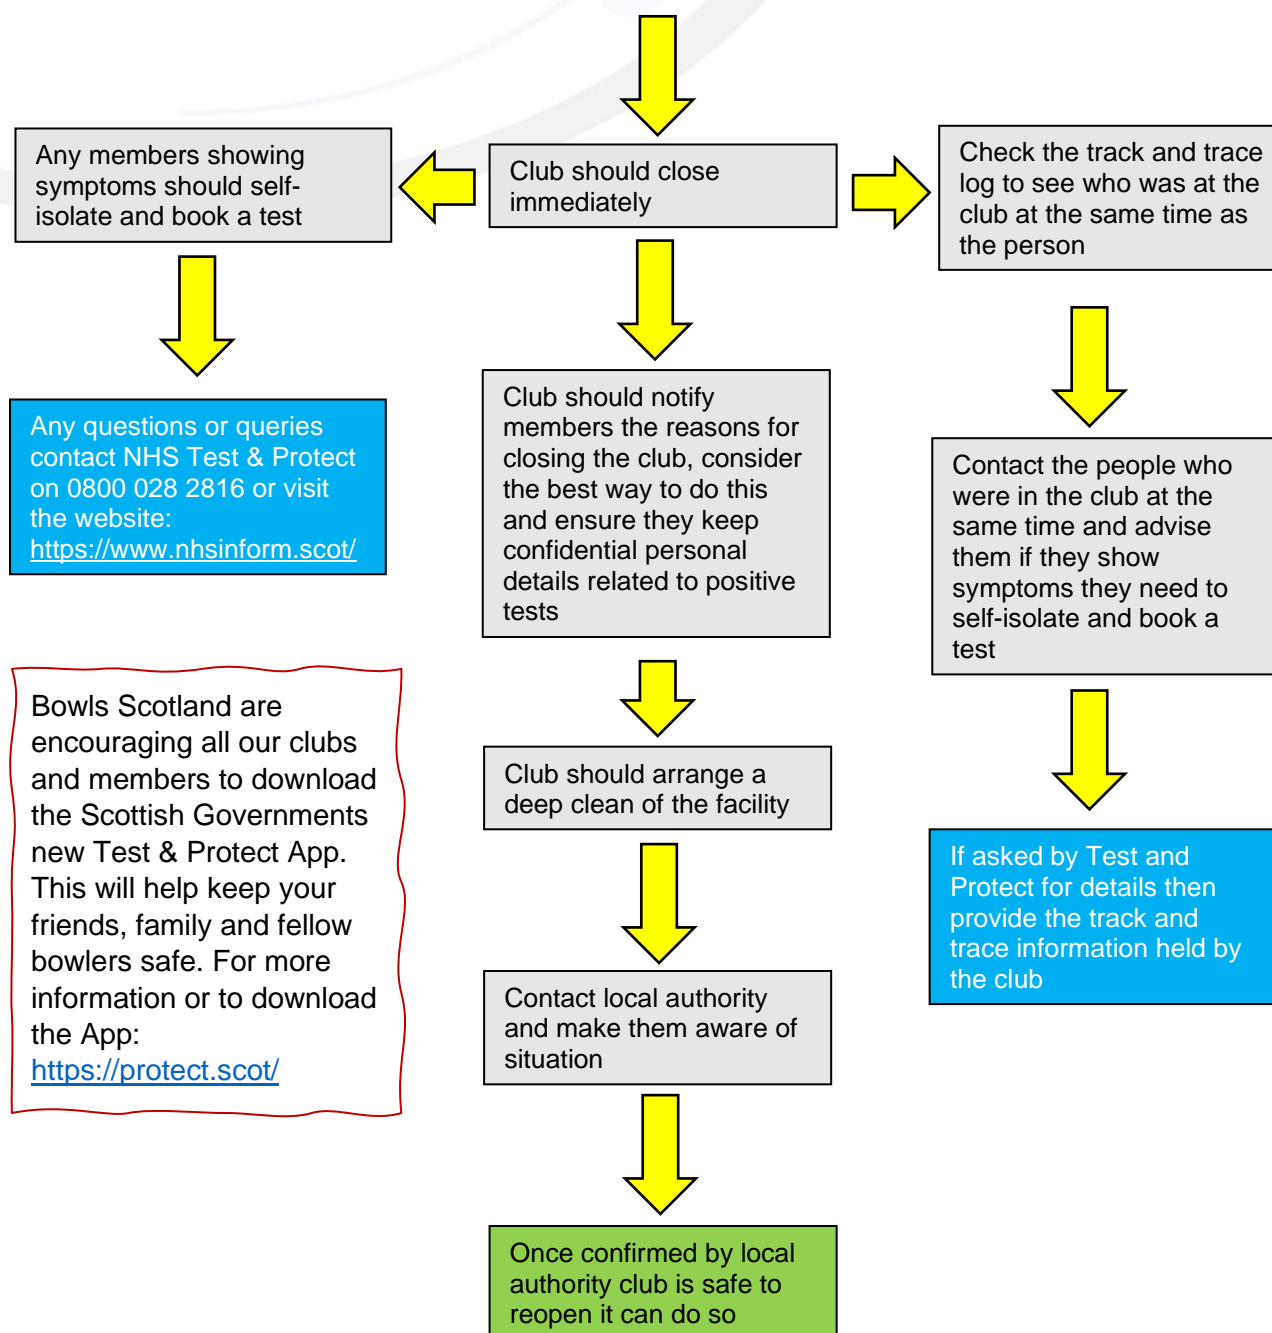 Any members showing
symptoms should self-
isolate and book a test
Club should close
immediately
Check the track and trace
log to see who was at the
club at the same time as
the person
Any questions or queries
contact NHS Test & Protect
on 0800 028 2816 or visit
the website:
https://www.nhsinform.scot/
Club should notify
members the reasons for
closing the club, consider
the best way to do this
and ensure they keep
confidential personal
details related to positive
tests
Contact the people who
were in the club at the
same time and advise
them if they show
symptoms they need to
self-isolate and book a
test
Bowls Scotland are
encouraging all our clubs
and members to download
the Scottish Governments
new Test & Protect App.
This will help keep your
friends, family and fellow
bowlers safe. For more
information or to download
the App:
https://protect.scot/
Club should arrange a
deep clean of the facility
If asked by Test and
Protect for details then
provide the track and
trace information held by
the club
Contact local authority
and make them aware of
situation
Once confirmed by local
authority club is safe to
reopen it can do so